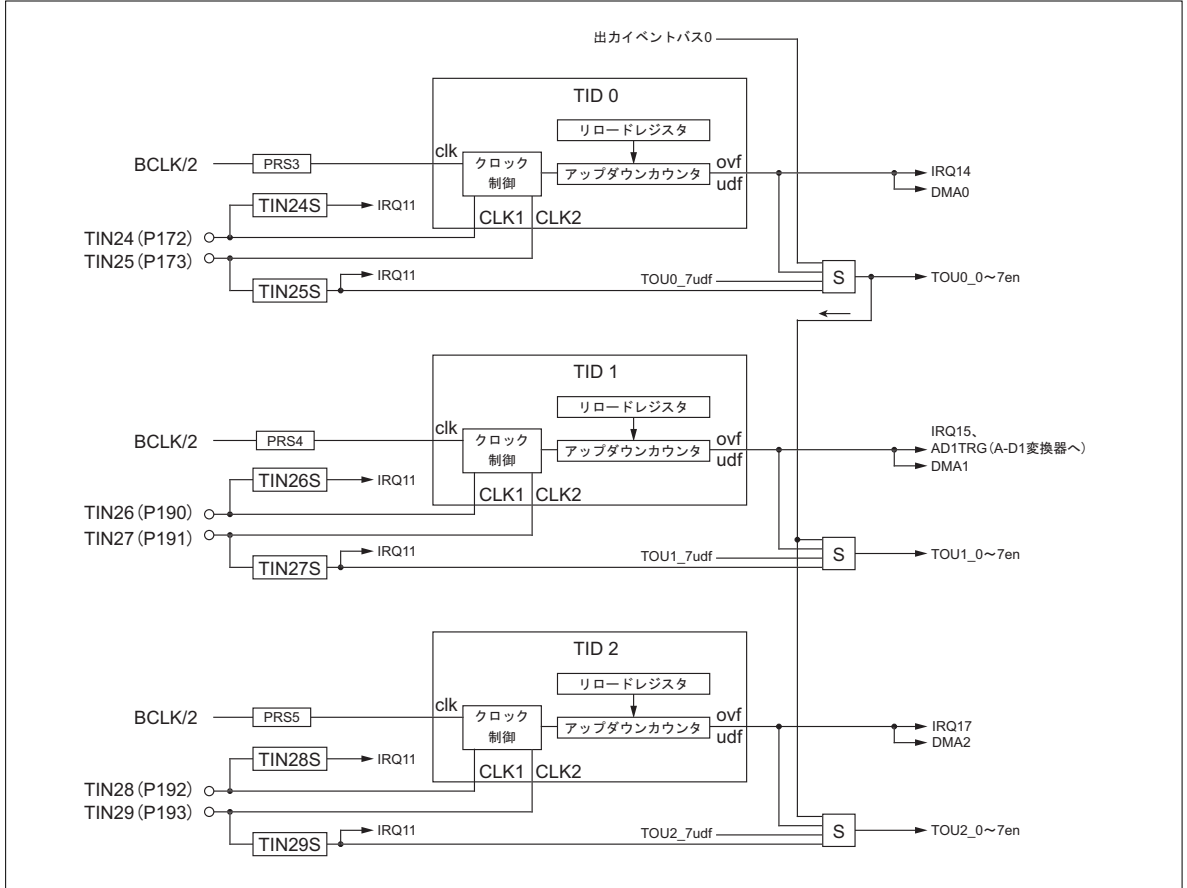 出力イベントバス0
TID 0
リロードレジスタ
clk
BCLK/2
PRS3
クロック
制御
アップダウンカウンタ
ovf
udf
IRQ14
DMA0
TIN24S
IRQ11
CLK1 CLK2
TIN24(P172)
TIN25(P173)
IRQ11
TIN25S
TOU0_7udf
S
TOU0_0～7en
TID 1
リロードレジスタ
clk
BCLK/2
PRS4
クロック
制御
アップダウンカウンタ
ovf
udf
IRQ15、
AD1TRG(A-D1変換器へ)
DMA1
TIN26S
IRQ11
CLK1 CLK2
TIN26(P190)
TIN27(P191)
IRQ11
TIN27S
TOU1_7udf
S
TOU1_0～7en
TID 2
リロードレジスタ
clk
BCLK/2
PRS5
クロック
制御
アップダウンカウンタ
ovf
udf
IRQ17
DMA2
TIN28S
IRQ11
CLK1 CLK2
TIN28(P192)
TIN29(P193)
IRQ11
TIN29S
TOU2_7udf
S
TOU2_0～7en